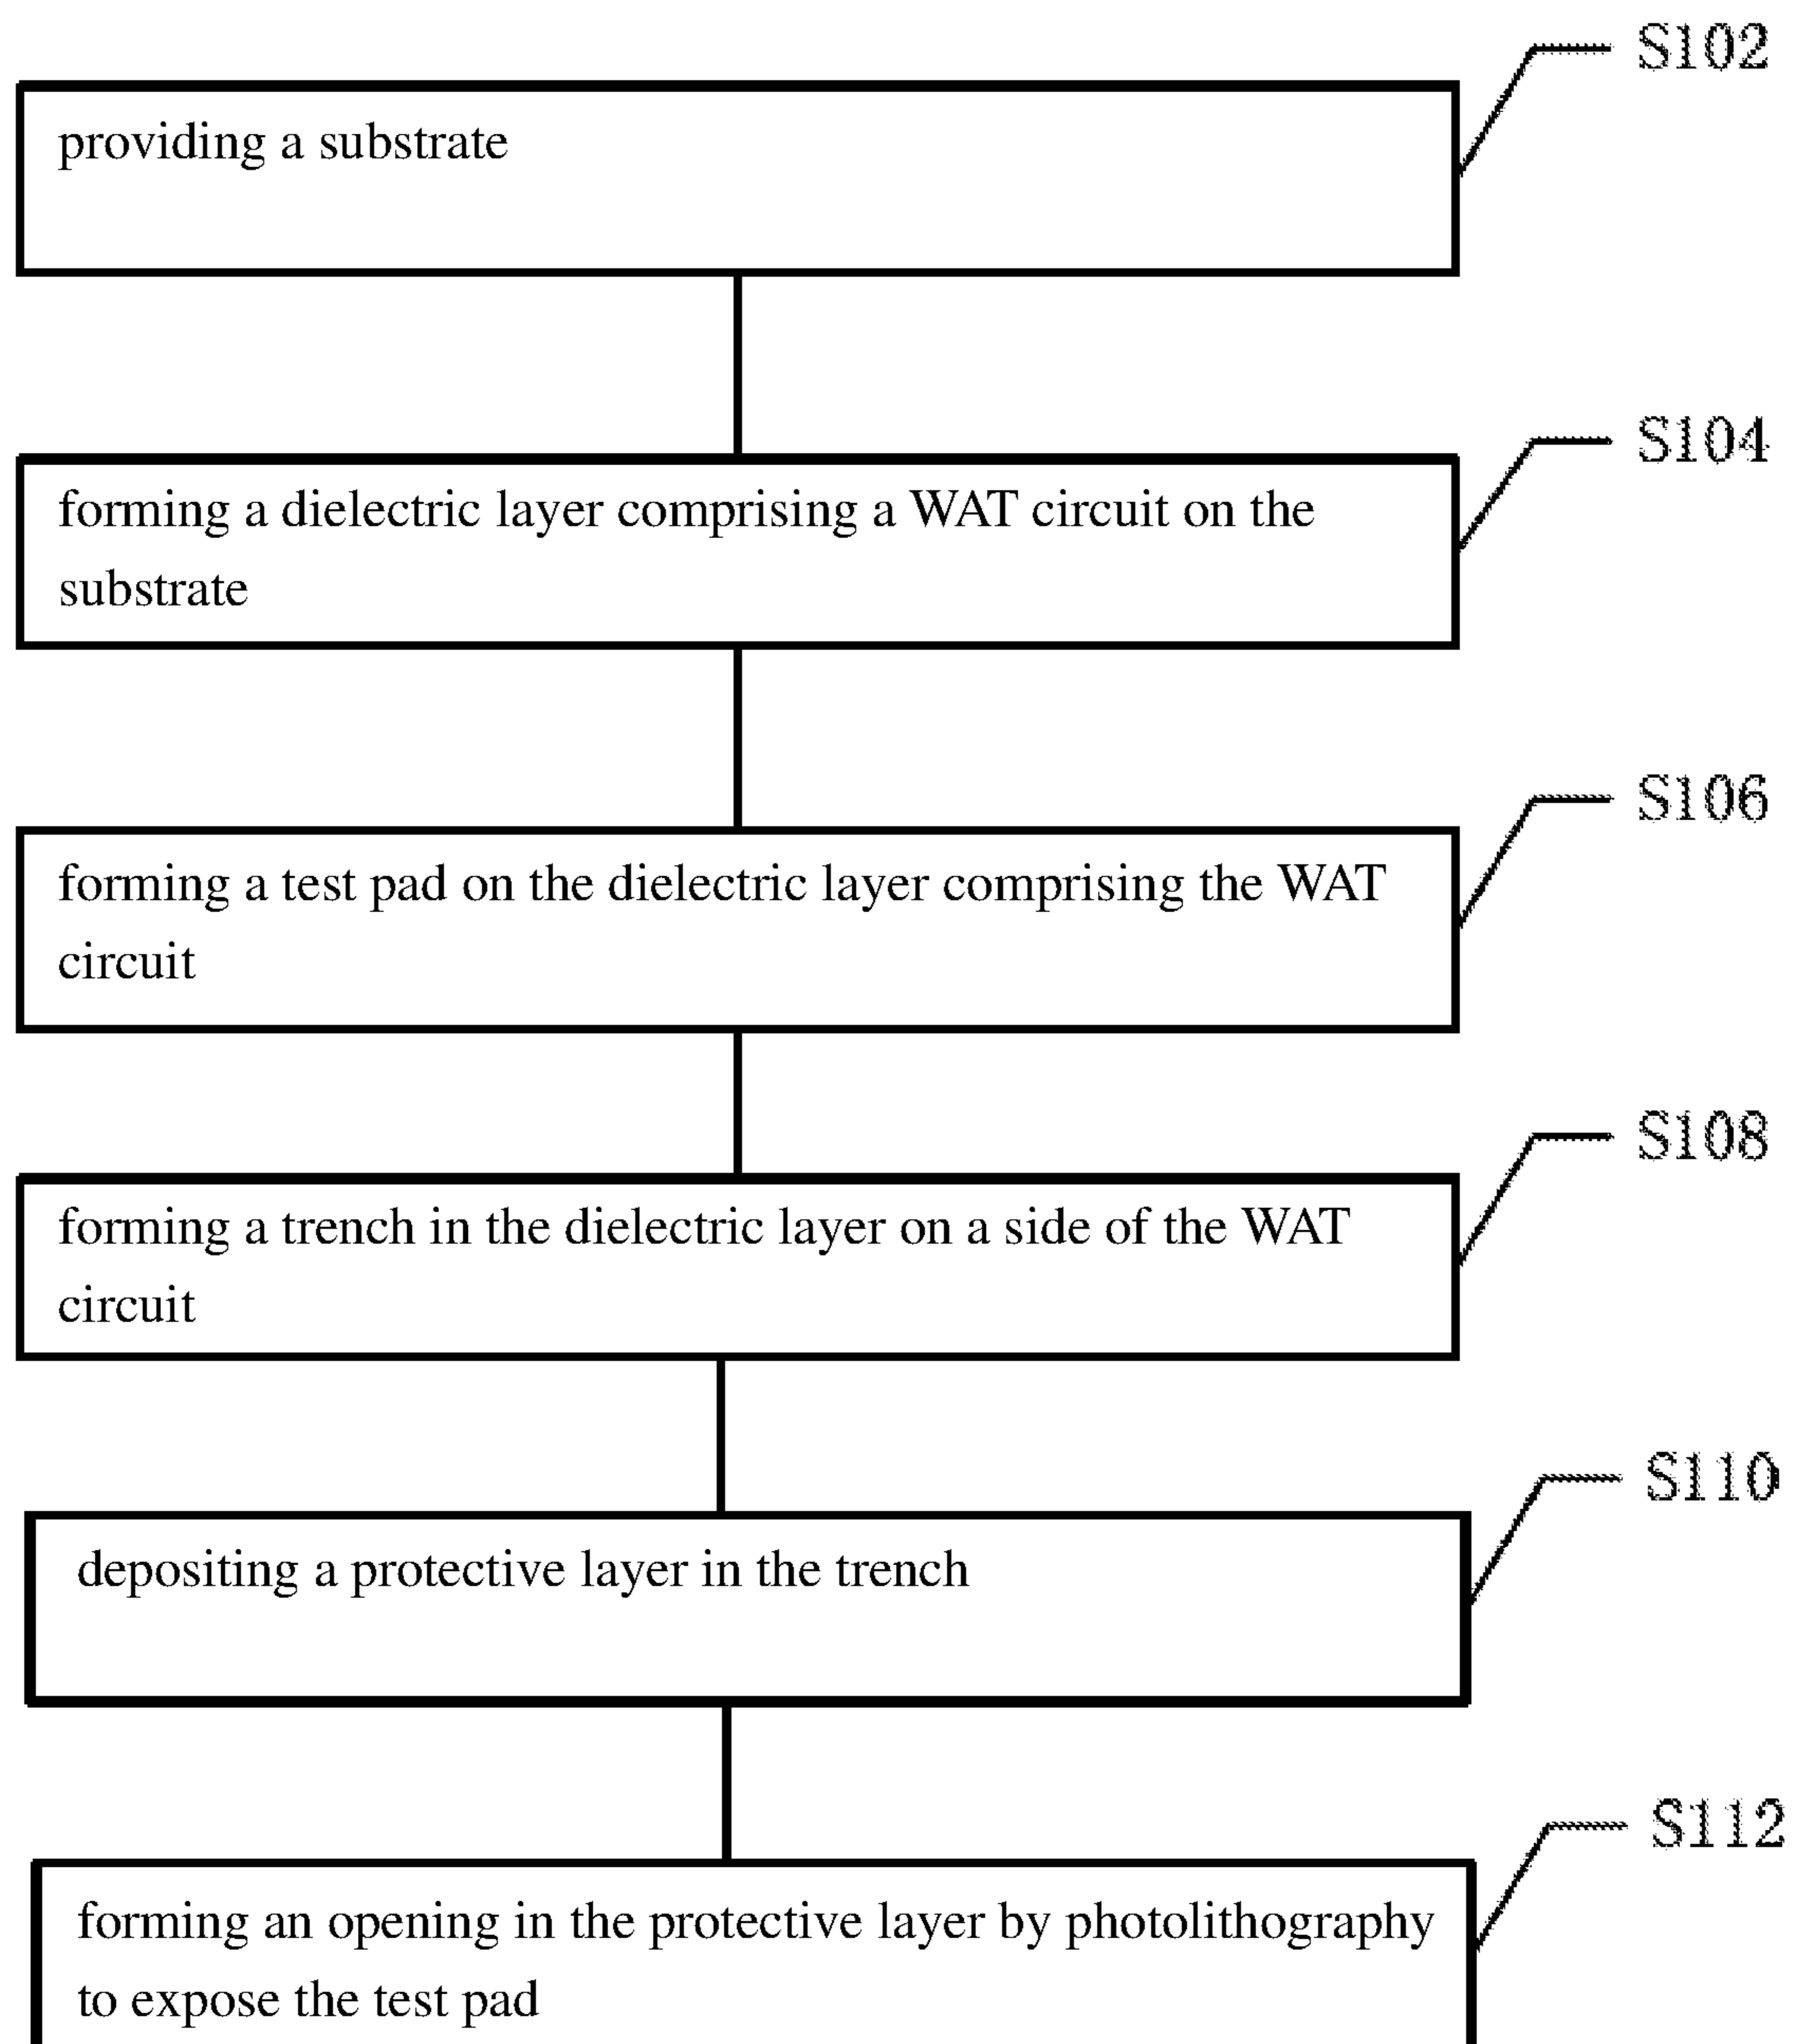 S102
providing a substrate
S104
forming a dielectric layer comprising a WAT circuit on the
substrate
S106
forming a test pad on the dielectric layer comprising the WAT
circuit
S108
forming a trench in the dielectric layer on a side of the WAT
circuit
S110
depositing a protective layer in the trench
S112
forming an opening in the protective layer by photolithography
to expose the test pad